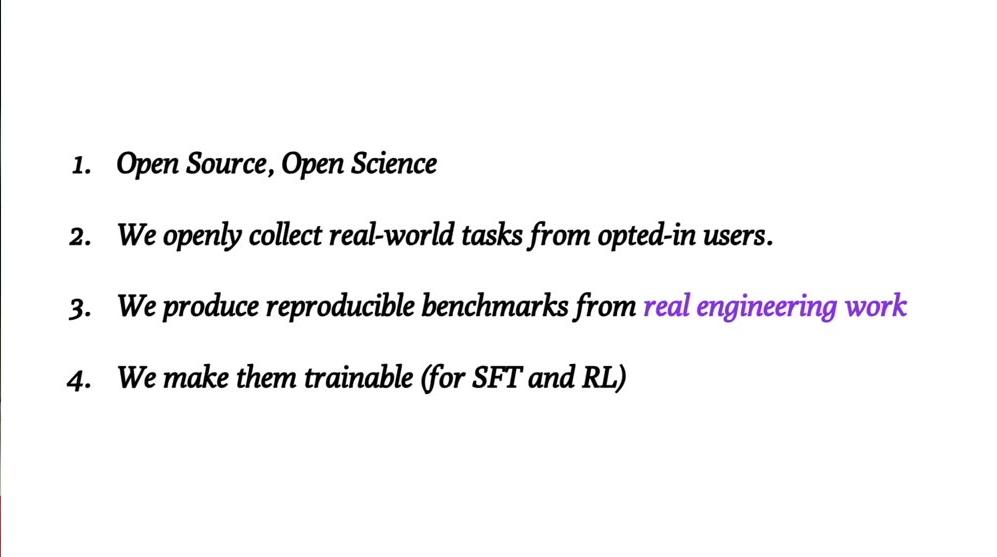 1. Open Source, Open Science
2. We openly collect real-world tasks from opted-in users.
3. We produce reproducible benchmarks from real engineering work
4. We make them trainable (for SFT and RL)